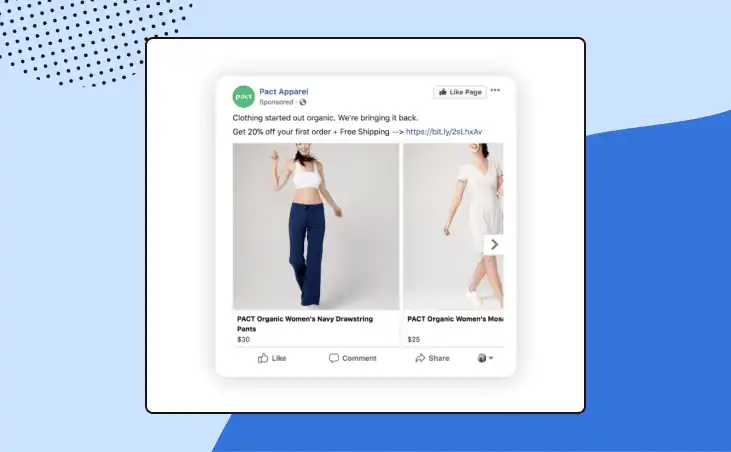 pact
Pact Apparel
Like Page
Sponsored ·
Clothing started out organic. We're bringing it back.
Get 20% off your first order + Free Shipping --> https://bit.ly/2sLhxAv
PACT Organic Women's Navy Drawstring
Pants
$30
PACT Organic Women's Mos
$25
Like
Comment
Share